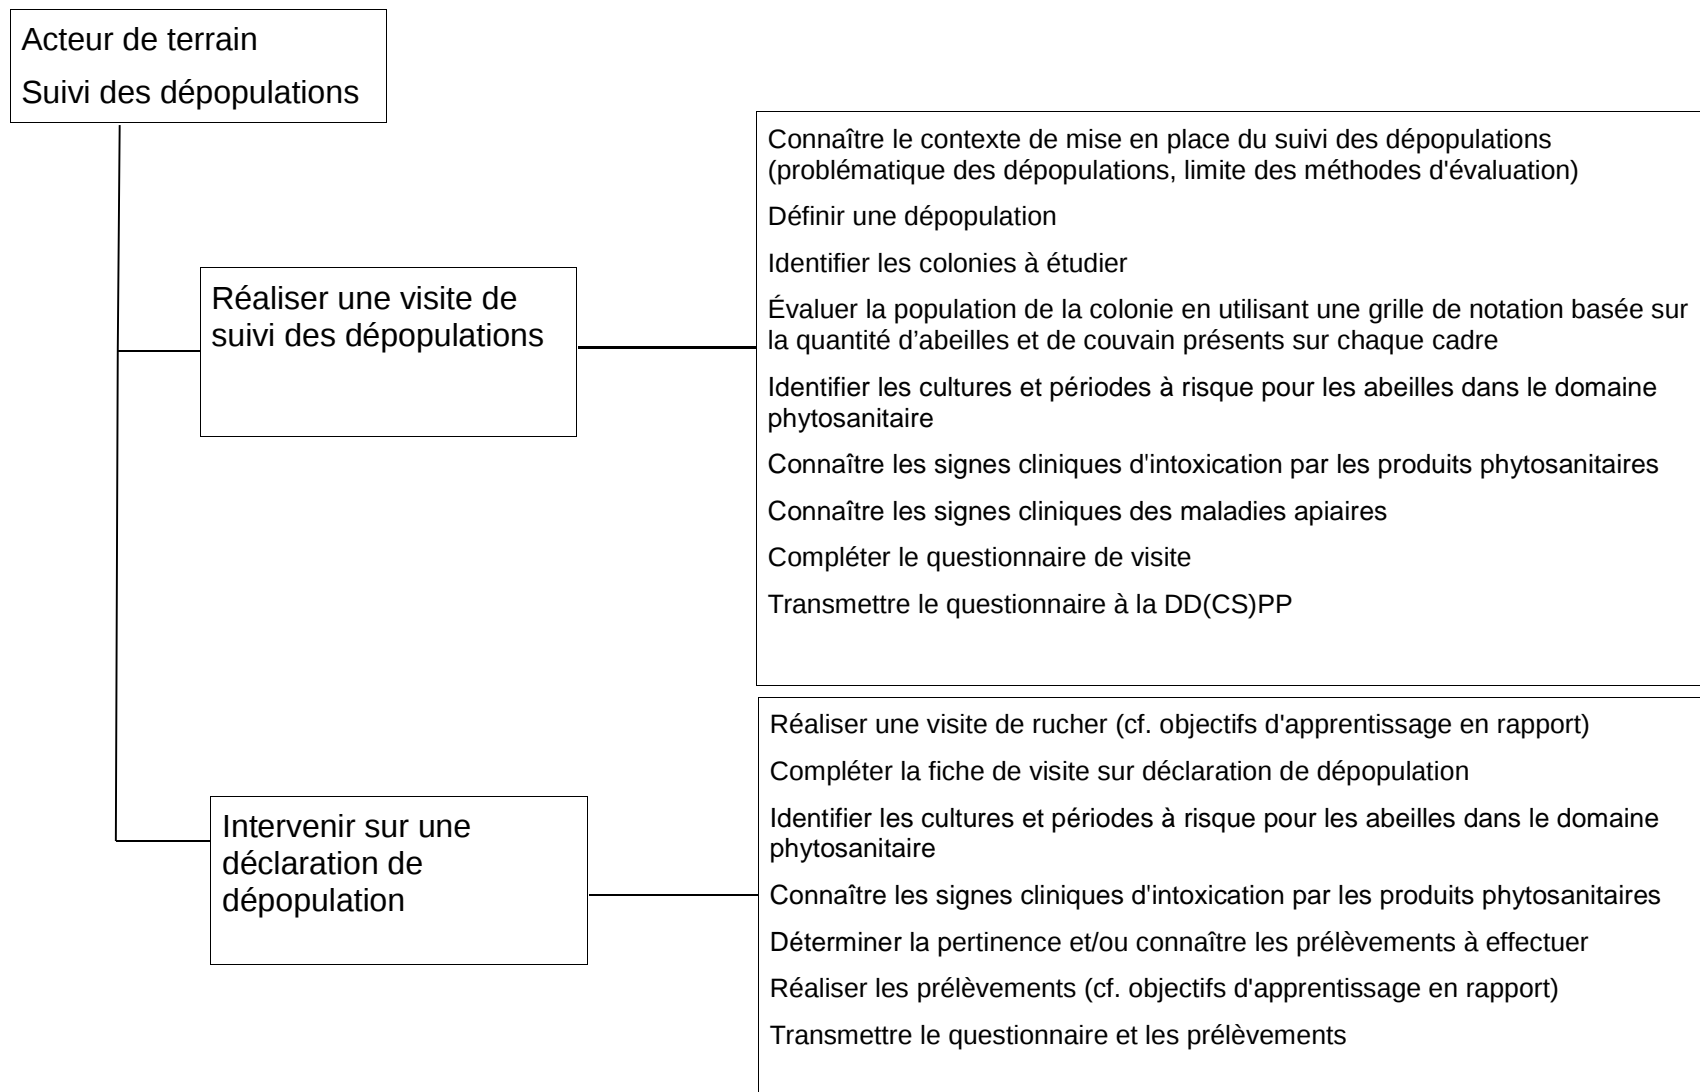 Acteur de terrain
Suivi des dépopulations
Réaliser une visite de
suivi des dépopulations
Connaître le contexte de mise en place du suivi des dépopulations
(problématique des dépopulations, limite des méthodes d'évaluation)
Définir une dépopulation
Identifier les colonies à étudier
Évaluer la population de la colonie en utilisant une grille de notation basée sur
la quantité d’abeilles et de couvain présents sur chaque cadre
Identifier les cultures et périodes à risque pour les abeilles dans le domaine
phytosanitaire
Connaître les signes cliniques d'intoxication par les produits phytosanitaires
Connaître les signes cliniques des maladies apiaires
Compléter le questionnaire de visite
Transmettre le questionnaire à la DD(CS)PP
Intervenir sur une
déclaration de
dépopulation
Réaliser une visite de rucher (cf. objectifs d'apprentissage en rapport)
Compléter la fiche de visite sur déclaration de dépopulation
Identifier les cultures et périodes à risque pour les abeilles dans le domaine
phytosanitaire
Connaître les signes cliniques d'intoxication par les produits phytosanitaires
Déterminer la pertinence et/ou connaître les prélèvements à effectuer
Réaliser les prélèvements (cf. objectifs d'apprentissage en rapport)
Transmettre le questionnaire et les prélèvements